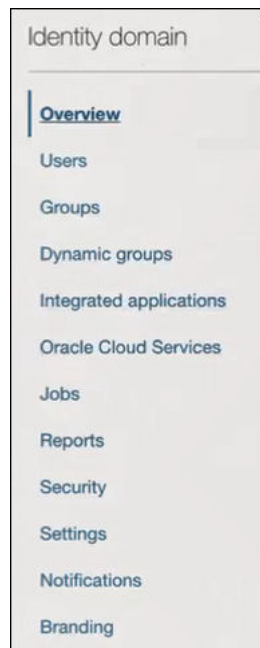 Identity domain
Overview
Users
Groups
Dynamic groups
Integrated applications
Oracle Cloud Services
Jobs
Reports
Security
Settings
Notifications
Branding